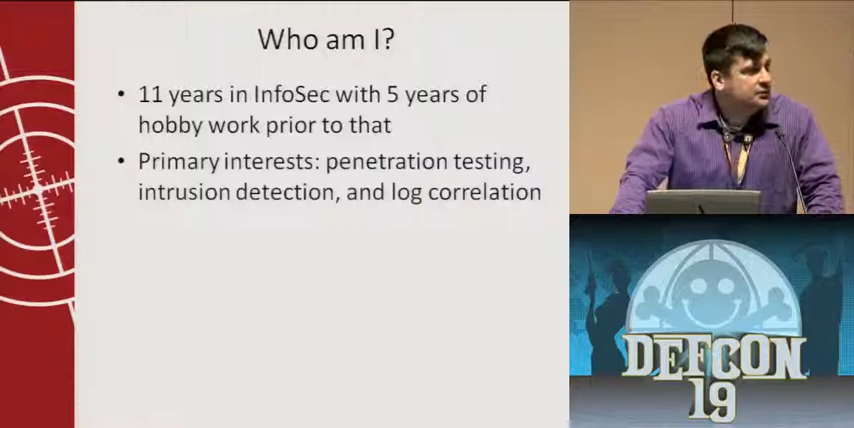 Who am I?
• 11 years in InfoSec with 5 years of
hobby work prior to that
• Primary interests: penetration testing,
intrusion detection, and log correlation
DEFCON
19